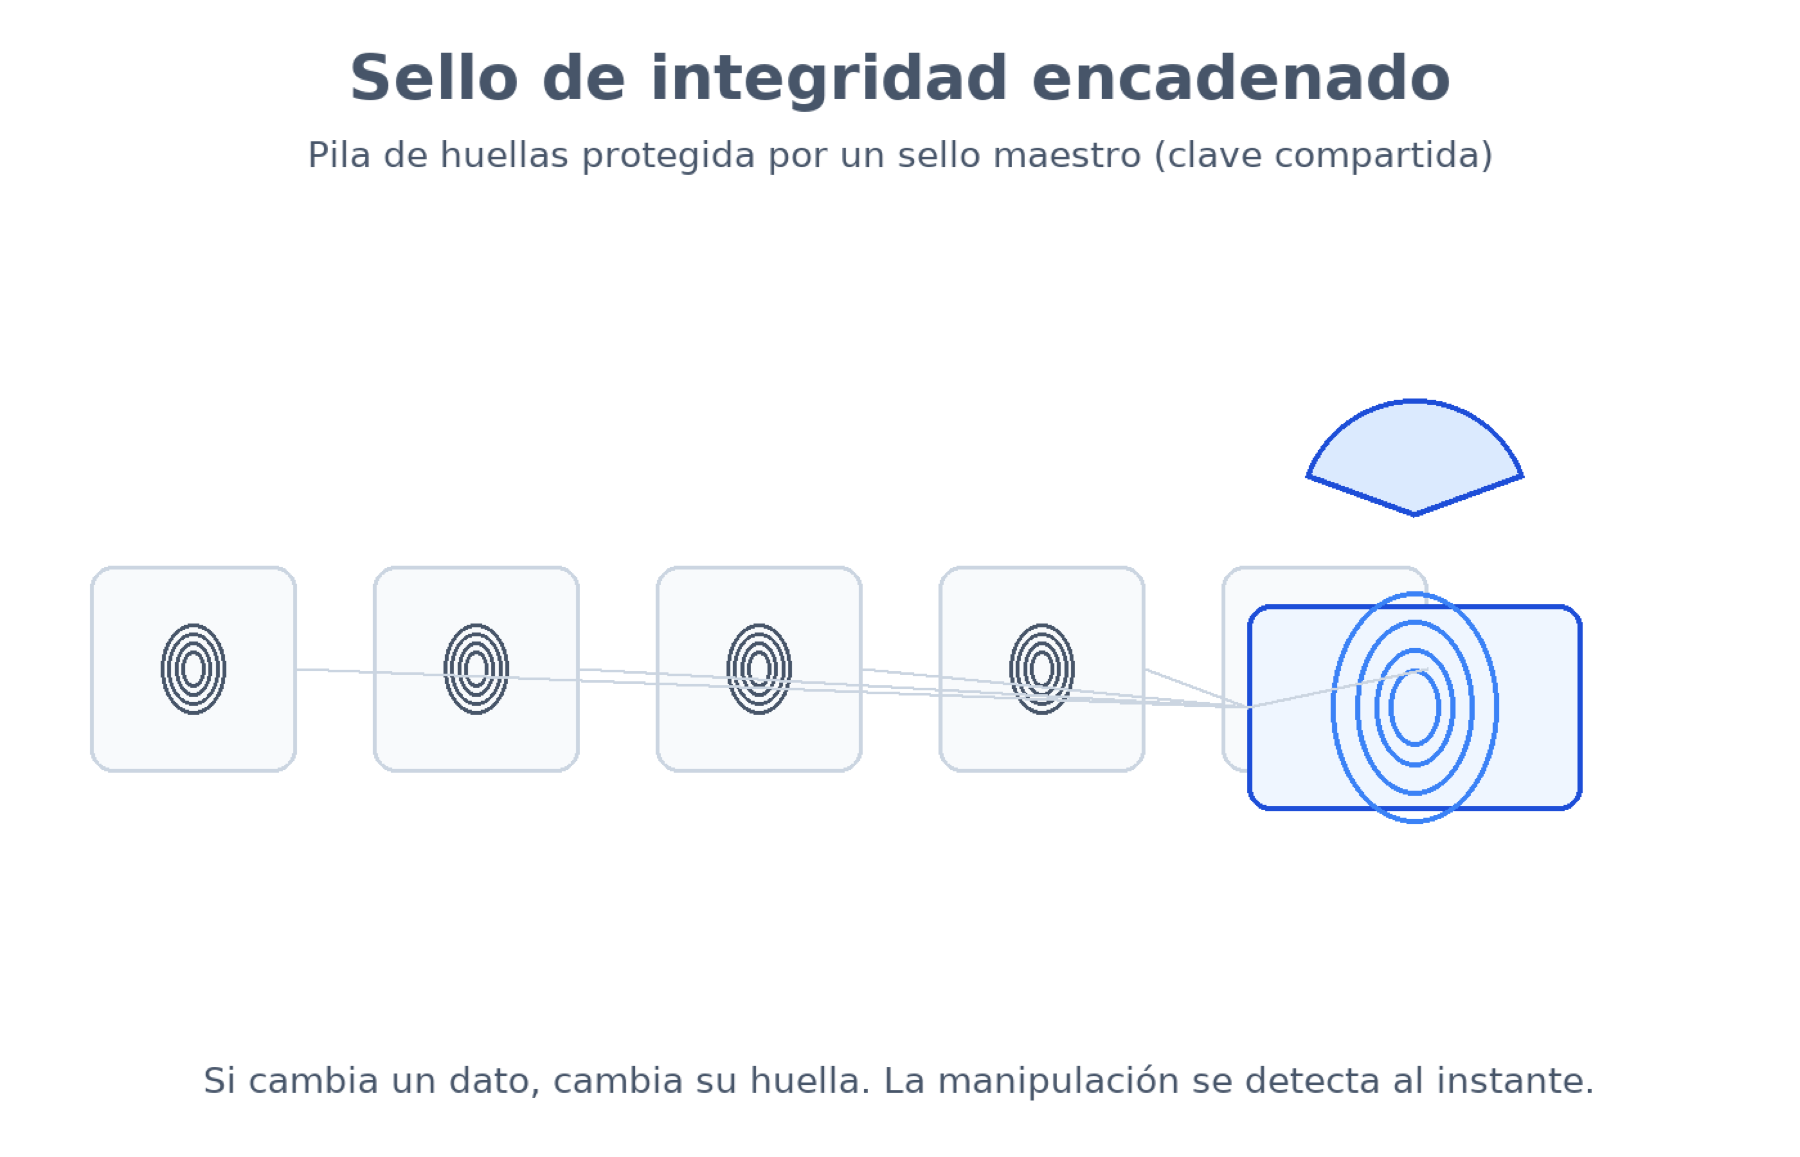 Sello de integridad encadenado
Pila de huellas protegida por un sello maestro (clave compartida)
Si cambia un dato, cambia su huella. La manipulación se detecta al instante.